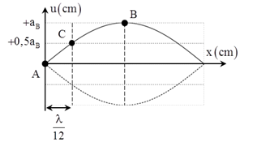 u(cm)
+a_B
B
+0,5a_B
C
x(cm)
A
λ/12